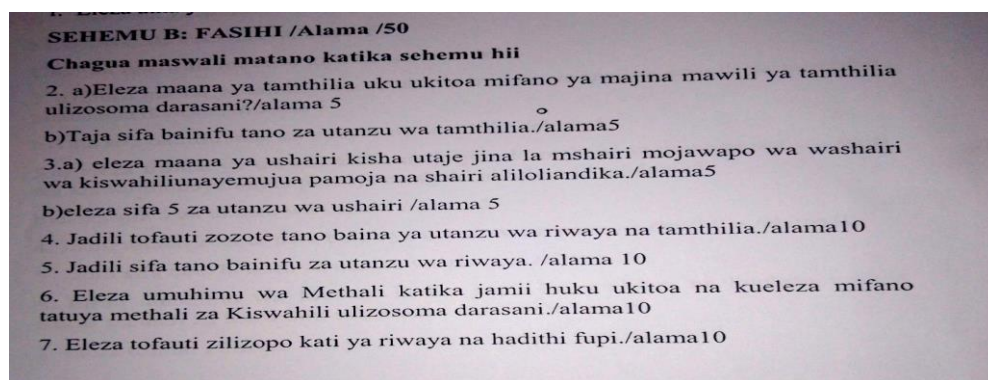 SEHEMU B: FASIHI /Alama /50
Chagua maswali matano katika sehemu hii
2. a)Eleza maana ya tamthilia uku ukitoa mifano ya majina mawili ya tamthilia
ulizosoma darasani?/alama 5
b)Taja sifa bainifu tano za utanzu wa tamthilia./alama5
3.a) eleza maana ya ushairi kisha utaje jina la mshairi mojawapo wa washairi
wa kiswahiliunayemujua pamoja na shairi aliloliandika./alama5
b)eleza sifa 5 za utanzu wa ushairi /alama 5
4. Jadili tofauti zozote tano baina ya utanzu wa riwaya na tamthilia./alama10
5. Jadili sifa tano bainifu za utanzu wa riwaya. /alama 10
6. Eleza umuhimu wa Methali katika jamii huku ukitoa na kueleza mifano
tatuya methali za Kiswahili ulizosoma darasani./alama10
7. Eleza tofauti zilizopo kati ya riwaya na hadithi fupi./alama10